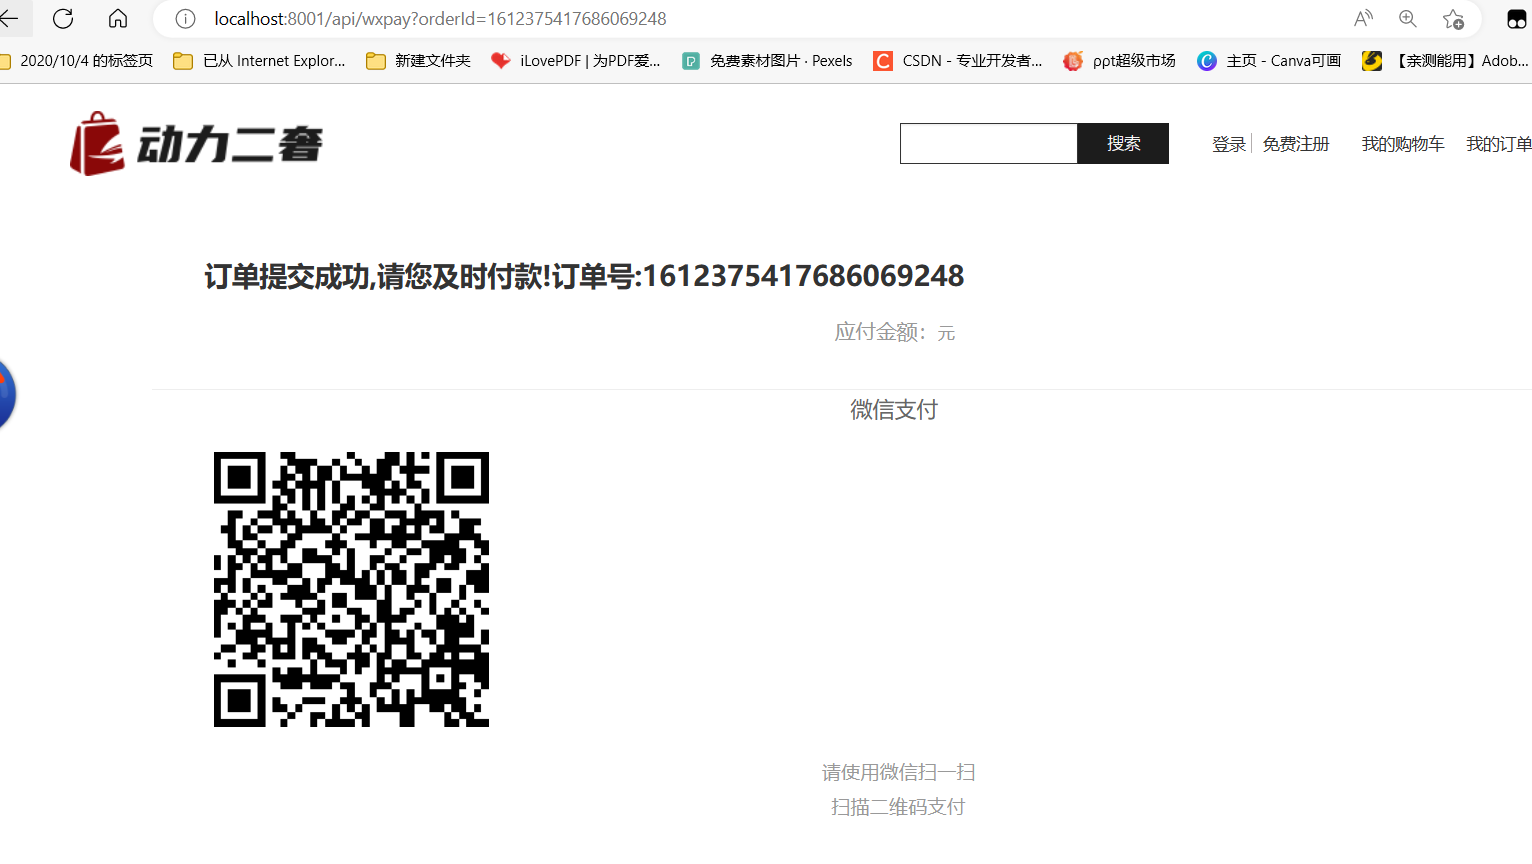 localhost:8001/api/wxpay?orderId=1612375417686069248
2020/10/4 的标签页 已从 Internet Explor... 新建文件夹 iLovePDF | 为PDF爱... 免费素材图片 · Pexels CSDN - 专业开发者... ppt超级市场 主页 - Canva可画 【亲测能用】Adob...
动力二奢 搜索 登录 免费注册 我的购物车 我的订单
订单提交成功,请您及时付款!订单号:1612375417686069248
应付金额：元
微信支付
请使用微信扫一扫
扫描二维码支付